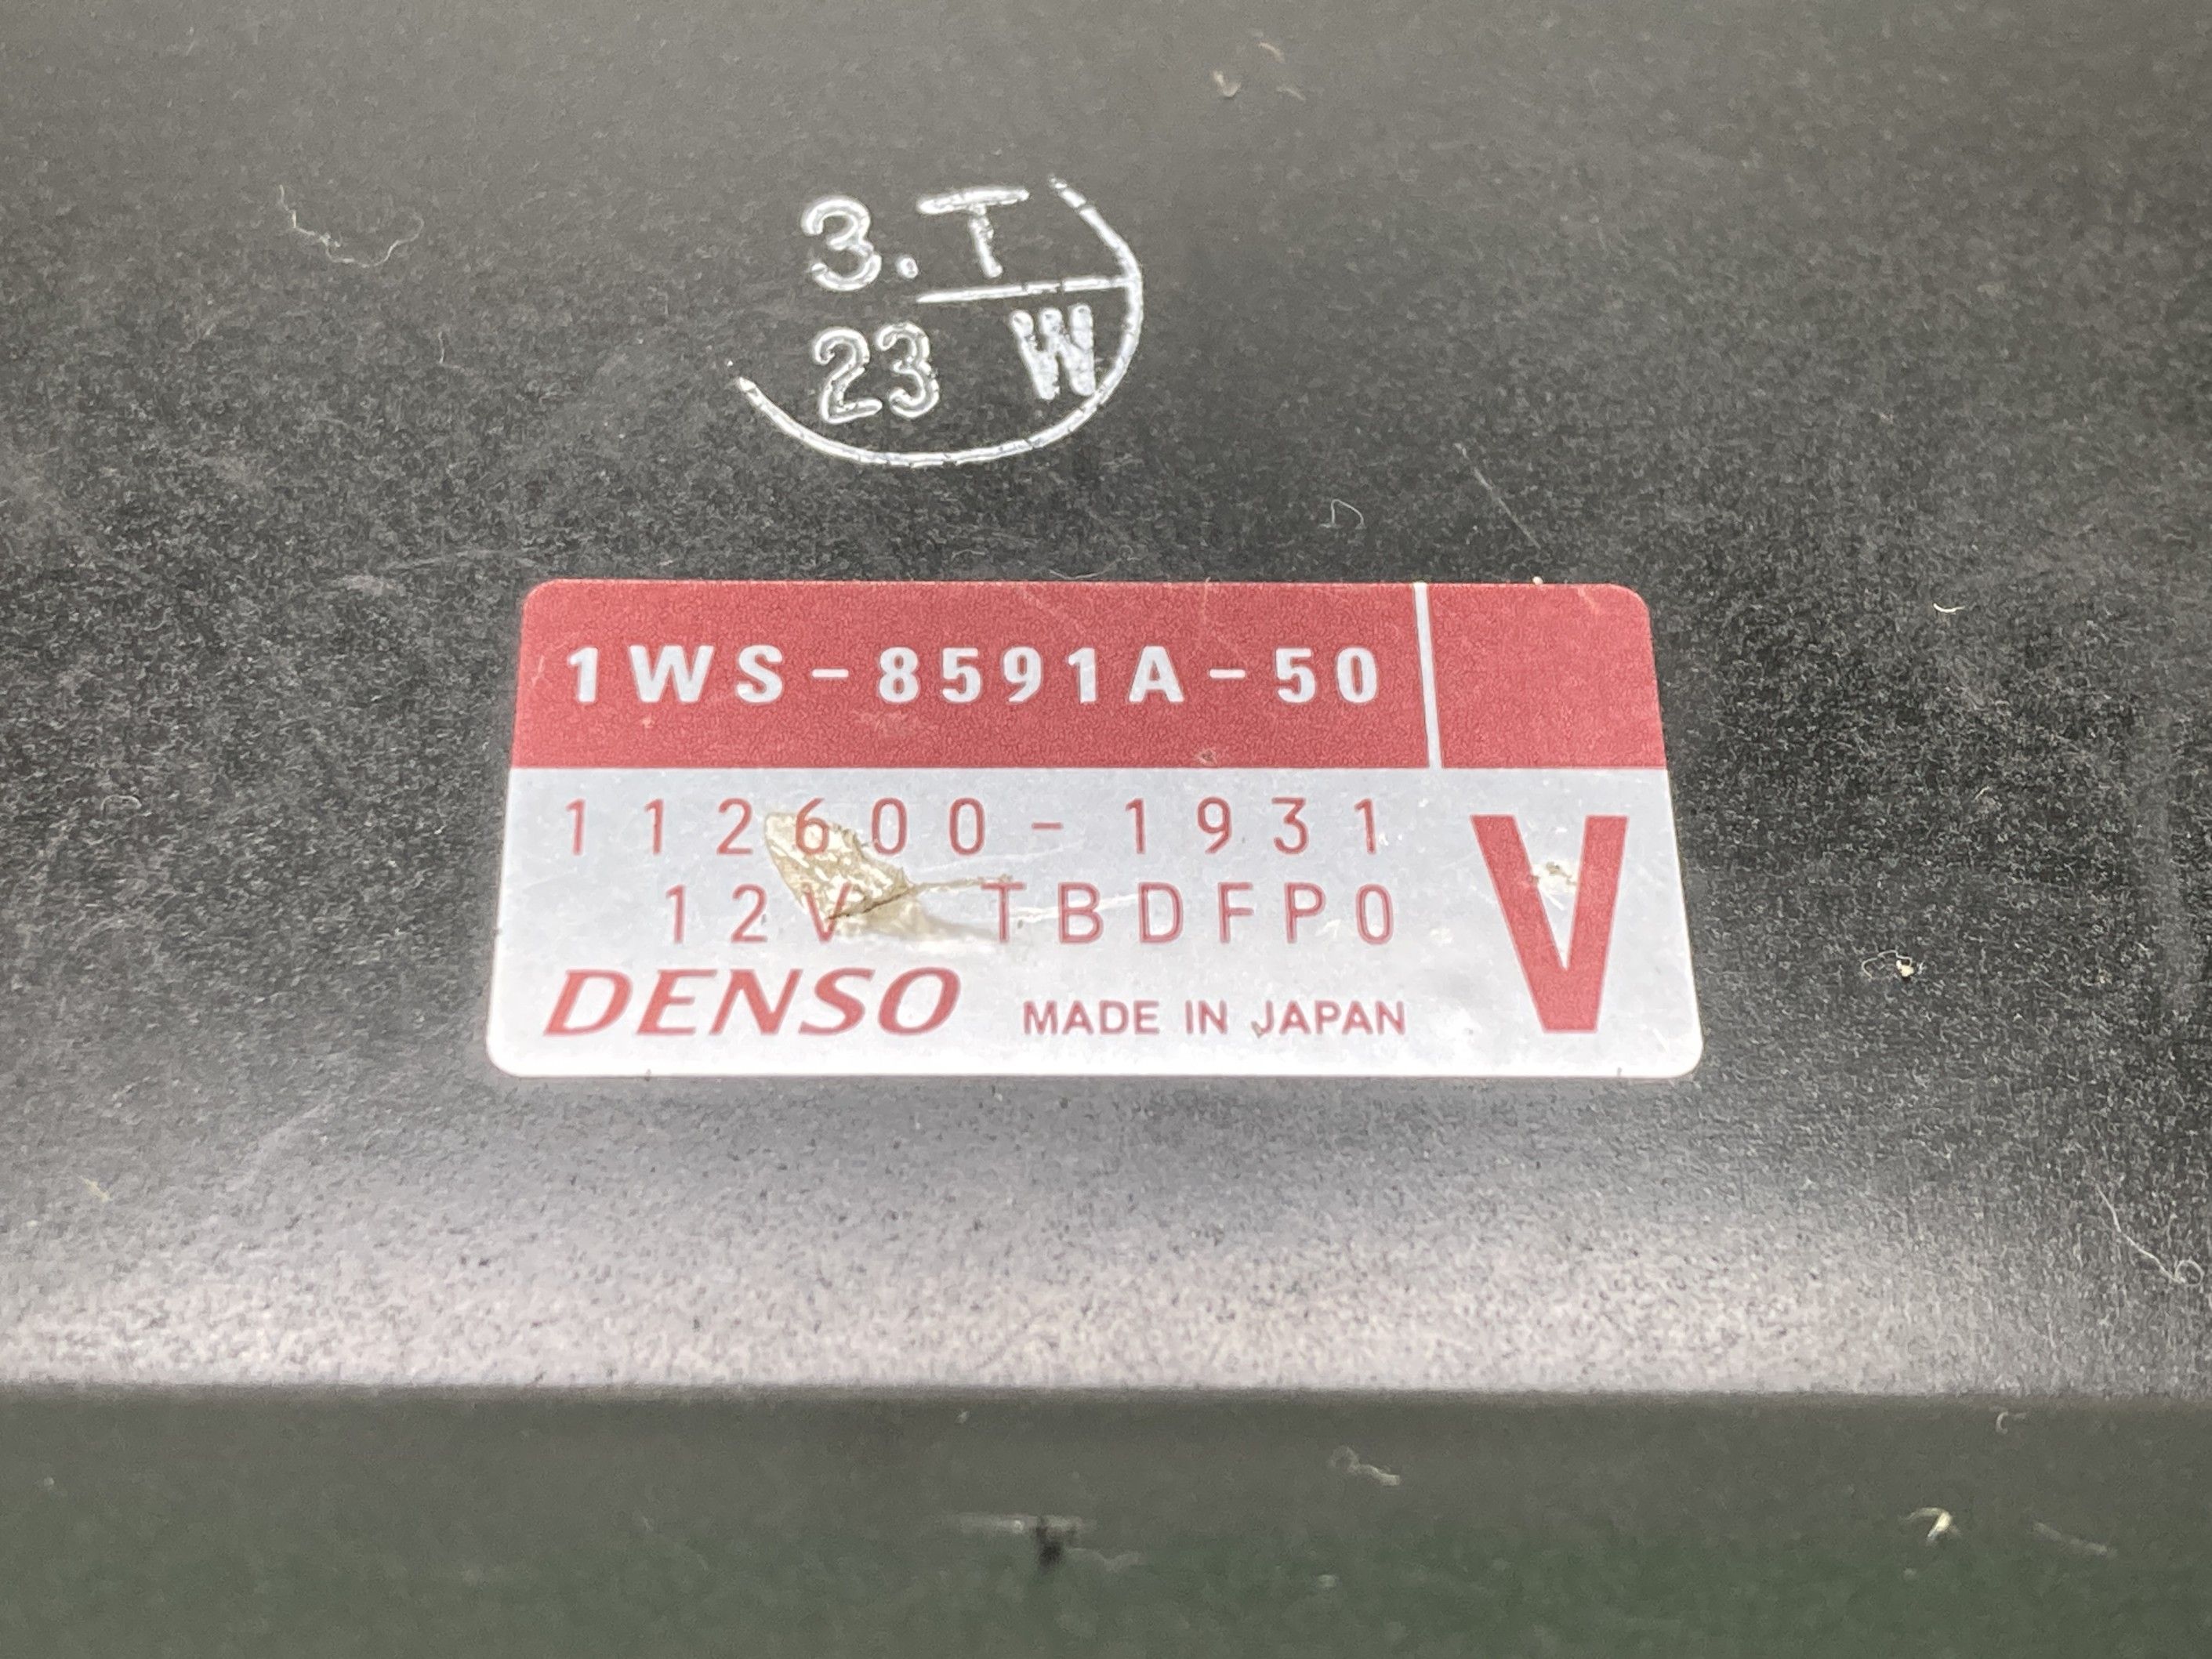 3. T
23 W
1WS-8591A-50
112600-1931
12V TBDFP0
V
DENSO MADE IN JAPAN